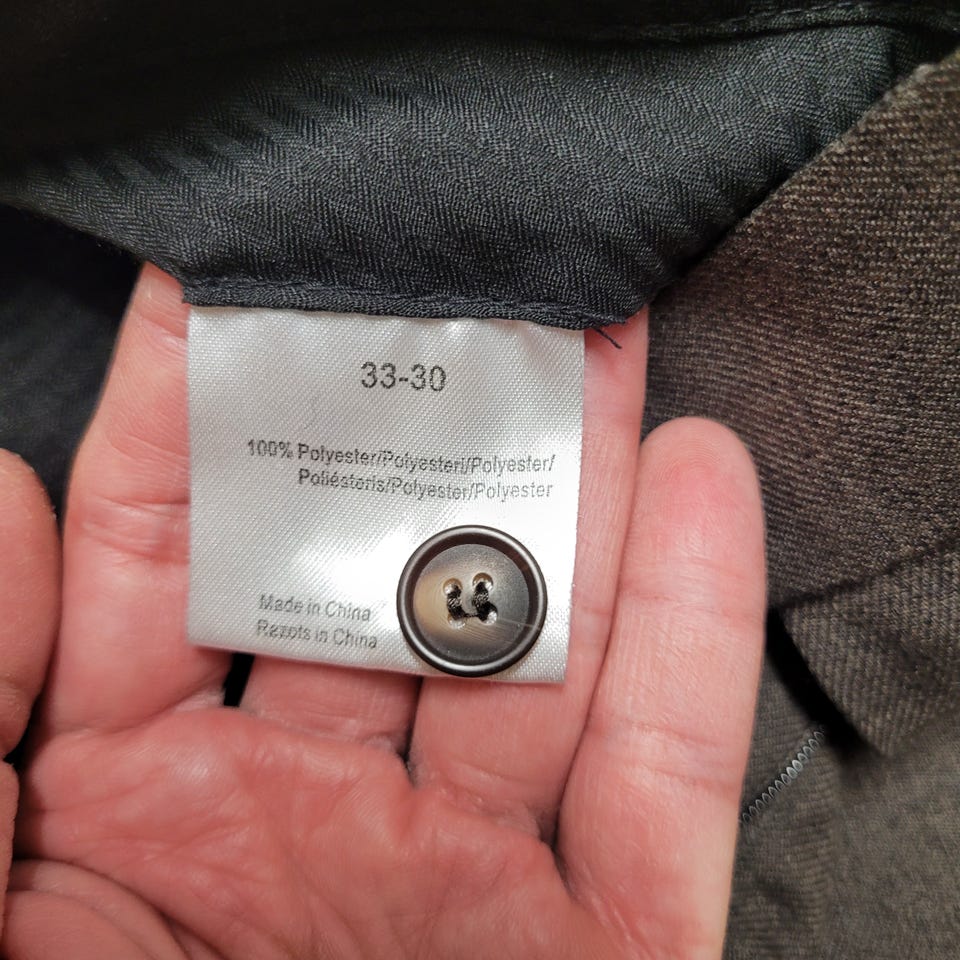 33-30
100% Polyester/Polyesteri/Polyester/
Poliésteris/Polyester/Polyester
Made in China
Razots in China